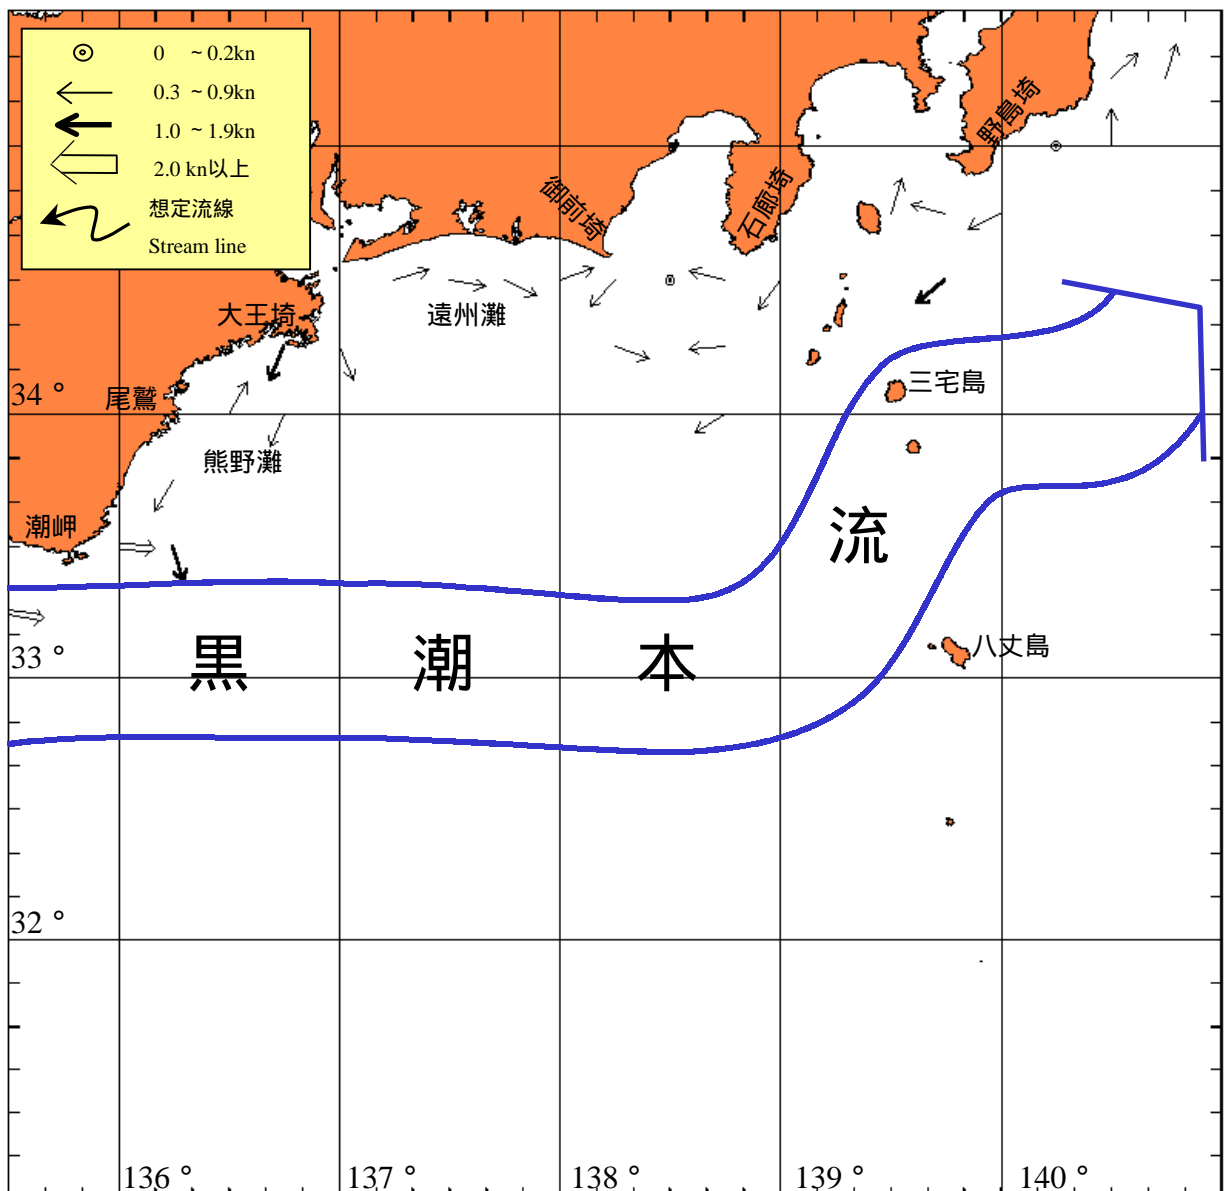 0 ~ 0.2kn
0.3 ~ 0.9kn
1.0 ~ 1.9kn
2.0 kn以上
想定流線
Stream line
野島埼
御前埼
石廊埼
大王埼
遠州灘
三宅島
尾鷲
34 °
熊野灘
潮岬
流
黒 潮 本
八丈島
33 °
32 °
136 ° 137 ° 138 ° 139 ° 140 °